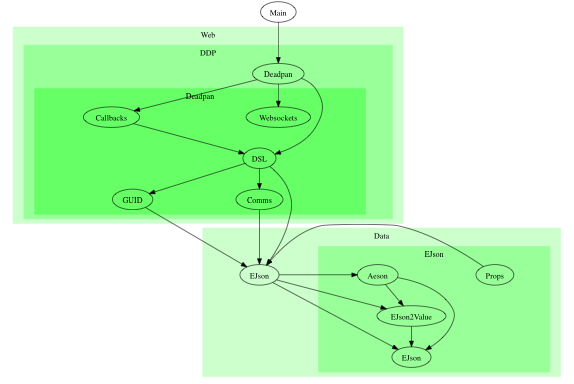 Main
Web
DDP
Deadpan
Deadpan
Callbacks
Websockets
DSL
GUID
Comms
Data
EJson
EJson
Aeson
Props
EJson2Value
EJson